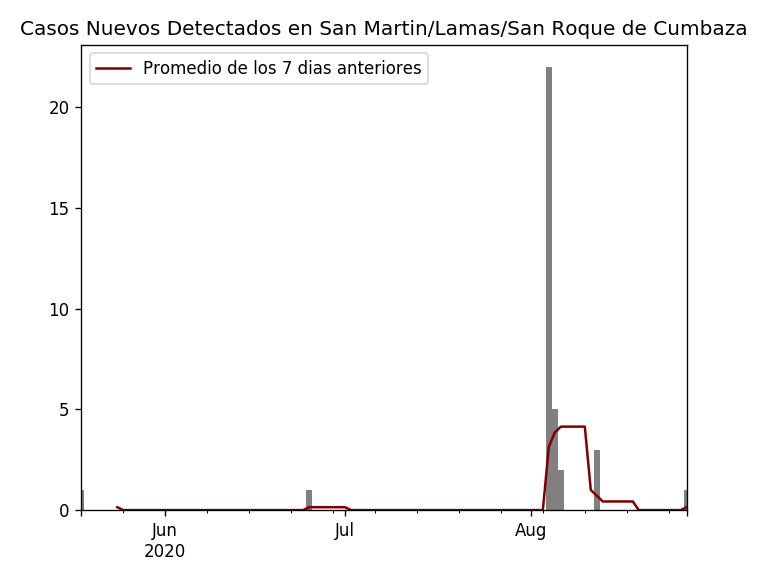 Casos Nuevos Detectados en San Martin/Lamas/San Roque de Cumbaza
Promedio de los 7 dias anteriores
20
15
10
5
0
Jun
2020
Jul
Aug